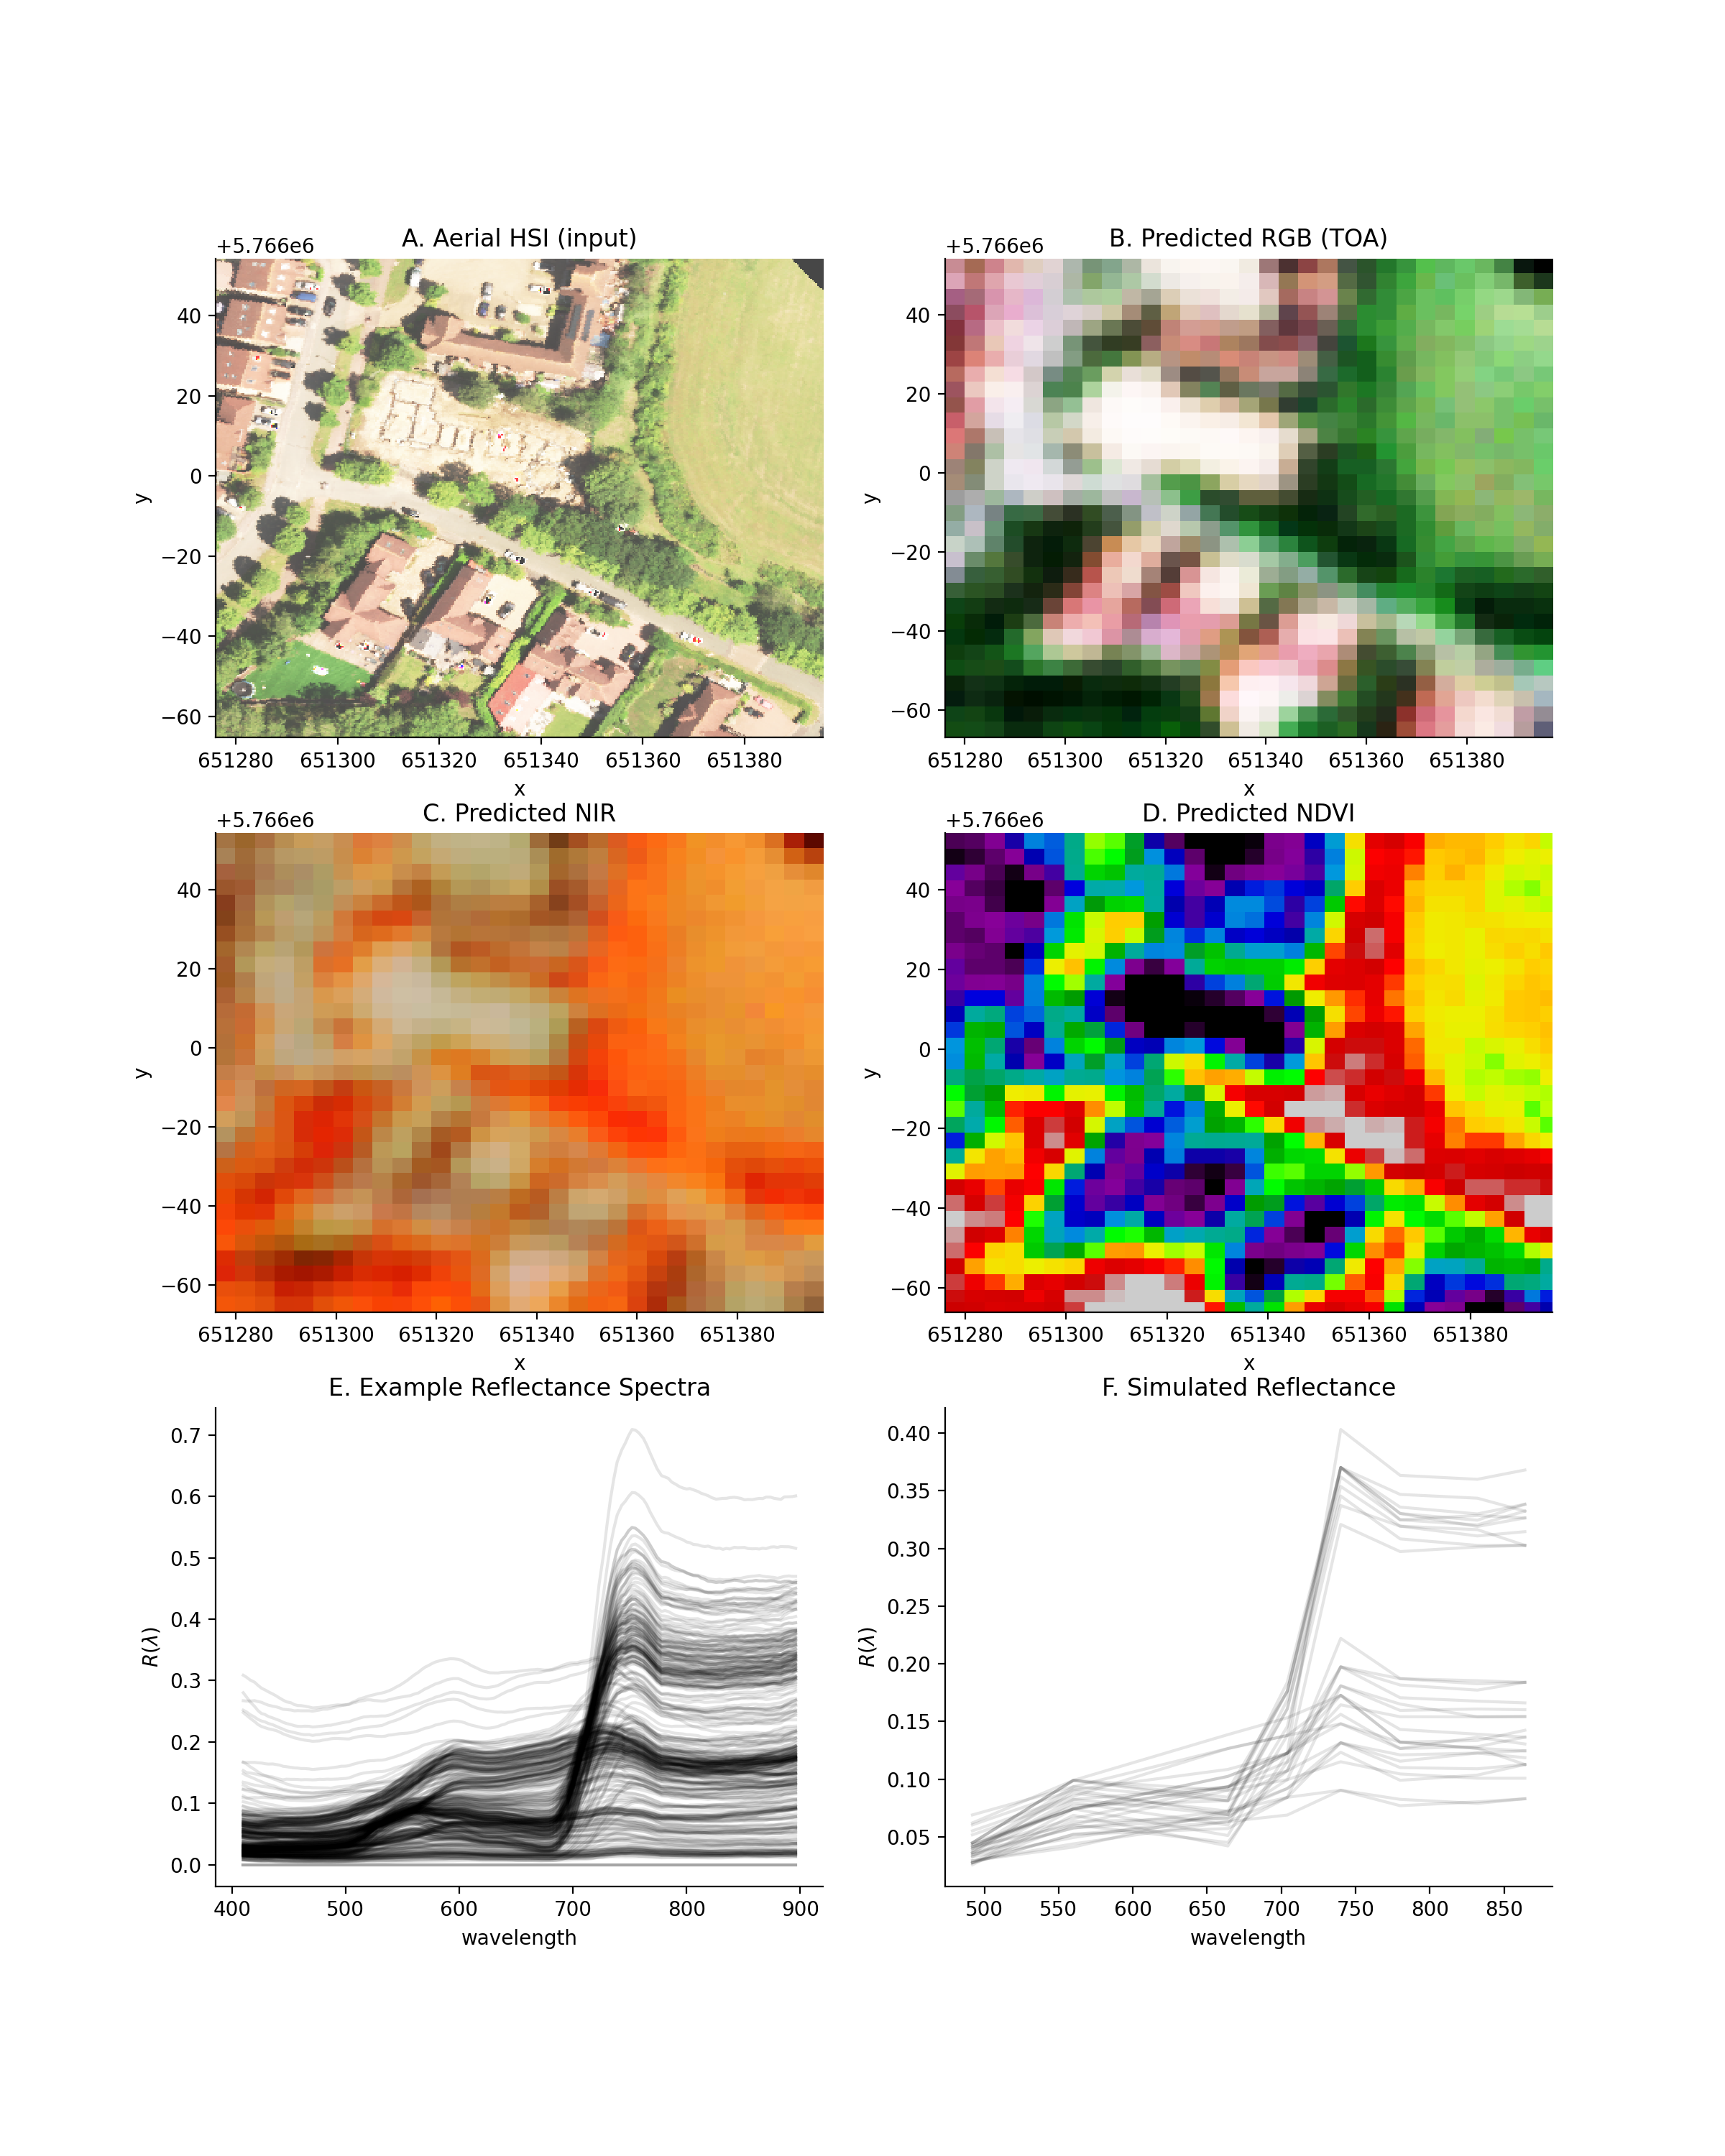 A. Aerial HSI (input)
+5.766e6
40
20
0
−20
−40
−60
y
651280 651300 651320 651340 651360 651380
x
B. Predicted RGB (TOA)
+5.766e6
40
20
0
−20
−40
−60
y
651280 651300 651320 651340 651360 651380
x
C. Predicted NIR
+5.766e6
40
20
0
−20
−40
−60
y
651280 651300 651320 651340 651360 651380
x
D. Predicted NDVI
+5.766e6
40
20
0
−20
−40
−60
y
651280 651300 651320 651340 651360 651380
x
E. Example Reflectance Spectra
0.7
0.6
0.5
0.4
0.3
0.2
0.1
0.0
R(λ)
400 500 600 700 800 900
wavelength
F. Simulated Reflectance
0.40
0.35
0.30
0.25
0.20
0.15
0.10
0.05
R(λ)
500 550 600 650 700 750 800 850
wavelength